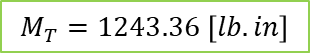 M_T = 1243.36 [lb.in]